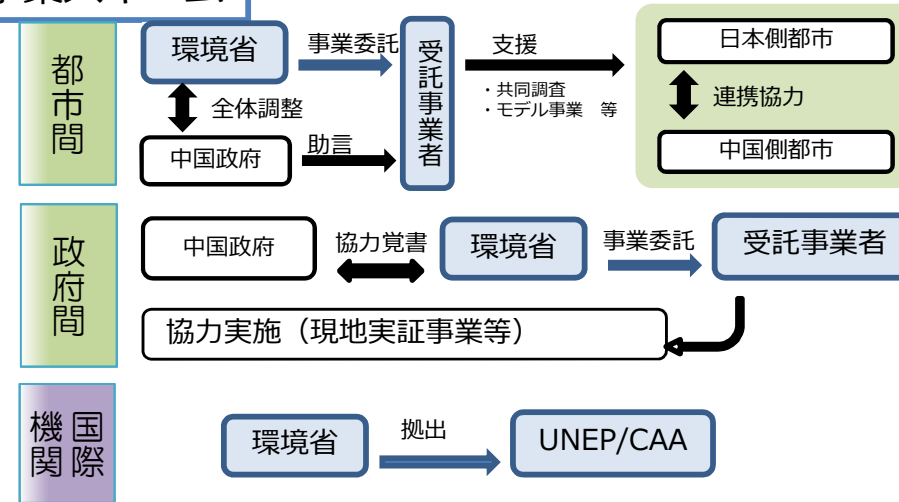 都市間
環境省
事業委託
受託事業者
支援
・共同調査
・モデル事業 等
日本側都市
連携協力
中国側都市
全体調整
中国政府
助言
政府間
中国政府
協力覚書
環境省
事業委託
受託事業者
協力実施（現地実証事業等）
国際機関
環境省
拠出
UNEP/CAA